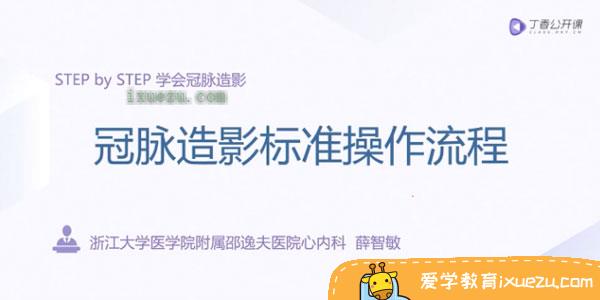 丁香公开课
CLASS.DXY.CN
STEP by STEP 学会冠脉造影
ixuezu.com
冠脉造影标准操作流程
浙江大学医学院附属邵逸夫医院心内科 薛智敏
爱学教育ixuezu.com